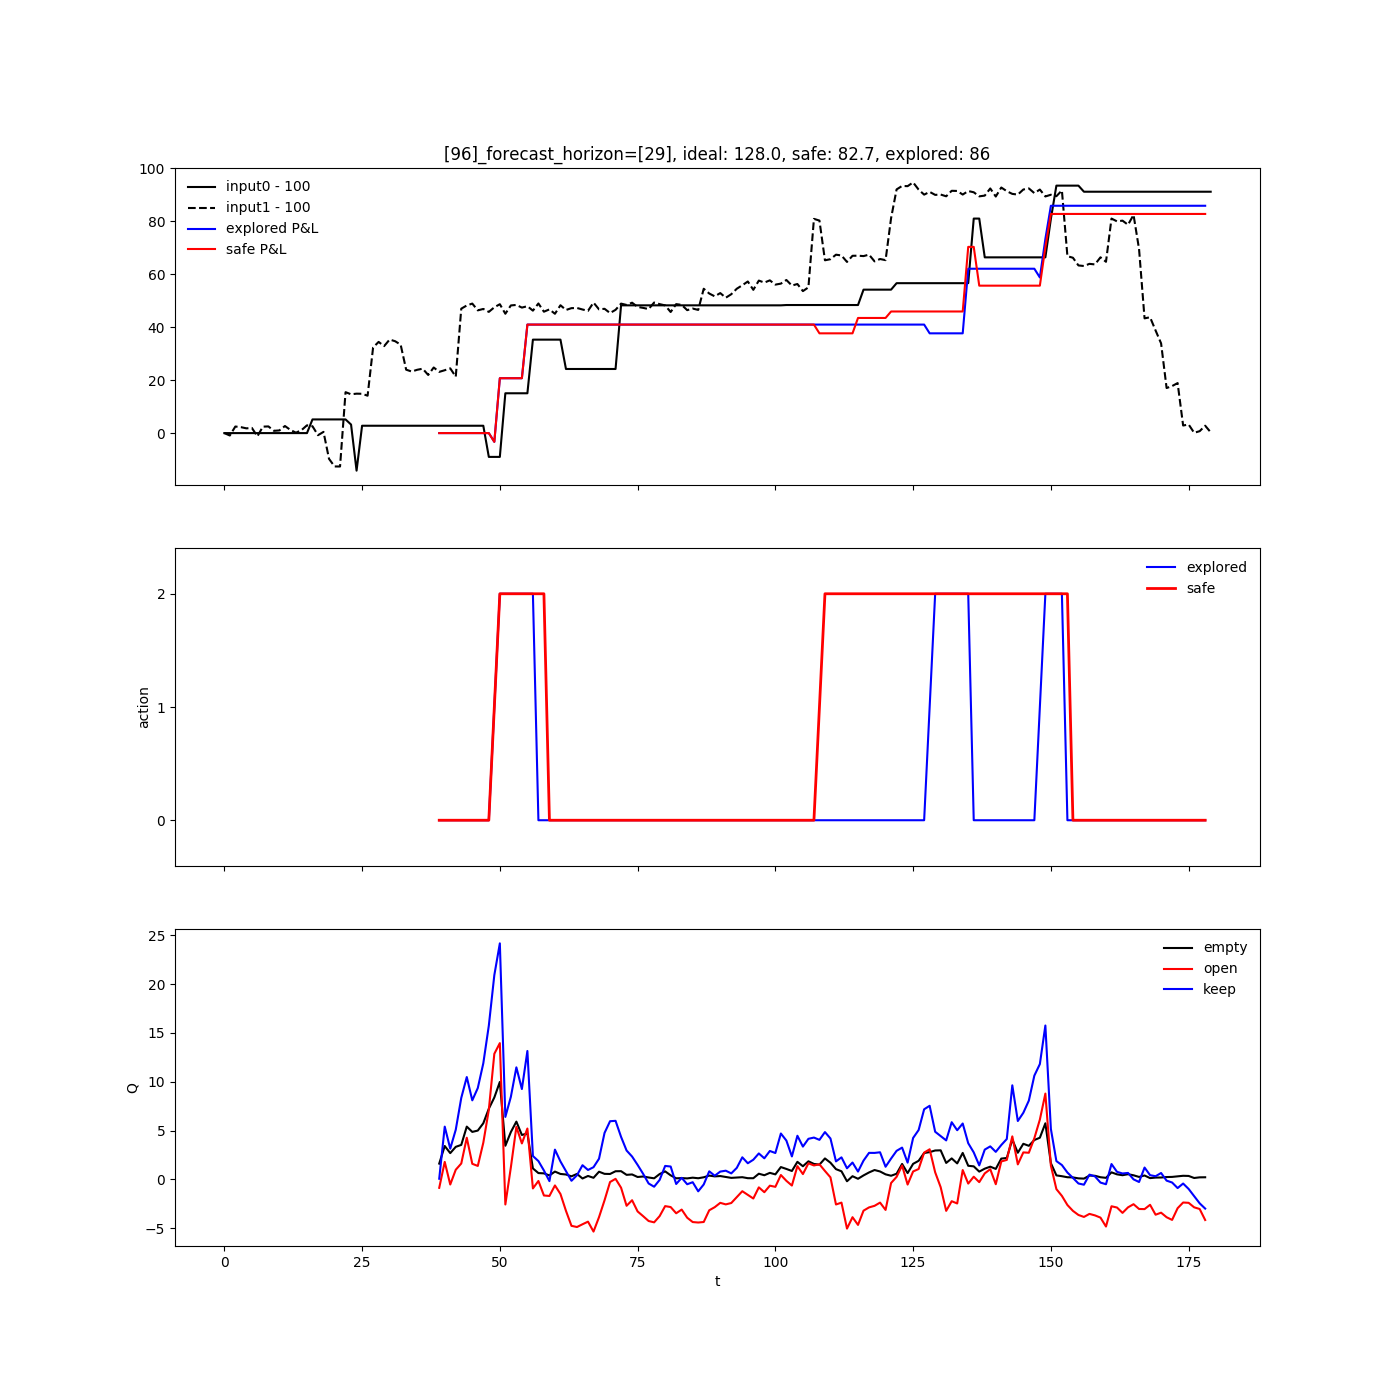 [96]_forecast_horizon=[29], ideal: 128.0, safe: 82.7, explored: 86
100
80
60
40
20
0
input0 - 100
input1 - 100
explored P&L
safe P&L
action
2
1
0
explored
safe
Q
25
20
15
10
5
0
−5
empty
open
keep
0 25 50 75 100 125 150 175
t